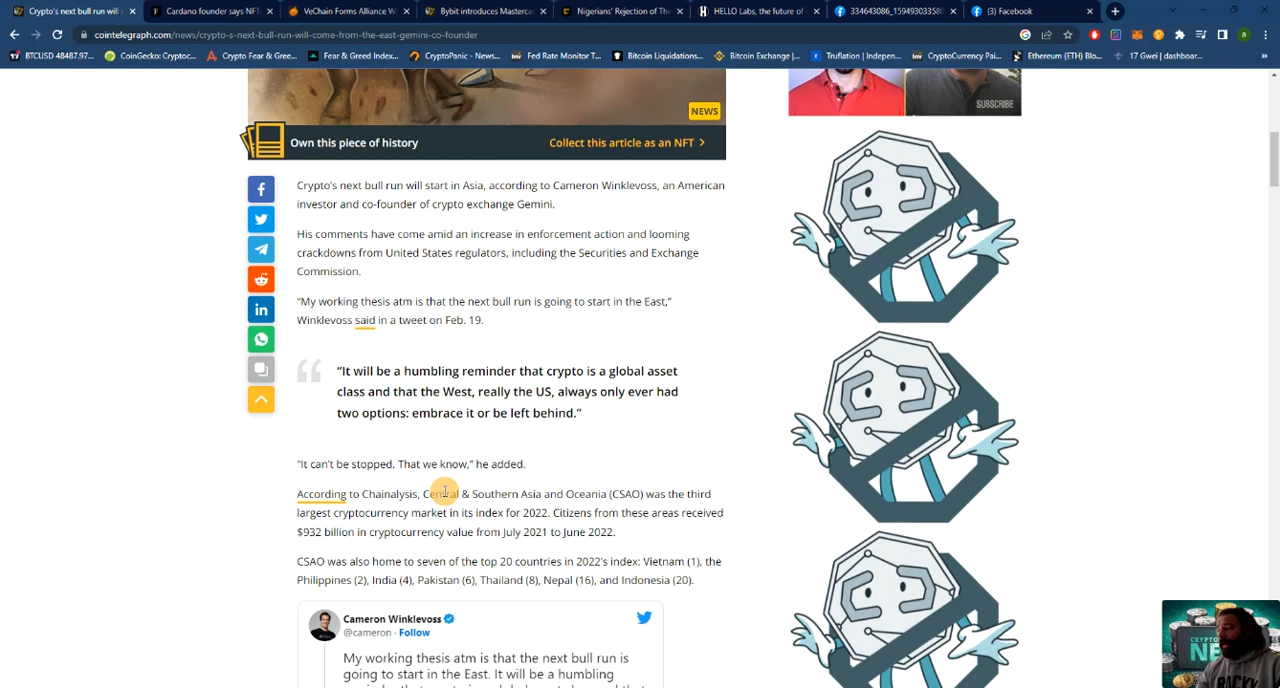 Crypto's next bull run will
Cardano founder says NFT
VeChain Forms Alliance W
Bybit introduces Masterca
Nigerians' Rejection of The
HELLO Labs, the future of
334643086_159493033580
(3) Facebook
cointelegraph.com/news/crypto-s-next-bull-run-will-come-from-the-east-gemini-co-founder
BTCUSD 48487.97...
CoinGecko: Cryptoc...
Crypto Fear & Gree...
Fear & Greed Index...
CryptoPanic - News...
Fed Rate Monitor T...
Bitcoin Liquidations...
Bitcoin Exchange |...
Truflation | Indepen...
CryptoCurrency Pai...
Ethereum (ETH) Blo...
17 Gwei | dashboar...
NEWS
SUBSCRIBE
Own this piece of history
Collect this article as an NFT
Crypto's next bull run will start in Asia, according to Cameron Winklevoss, an American
investor and co-founder of crypto exchange Gemini.
His comments have come amid an increase in enforcement action and looming
crackdowns from United States regulators, including the Securities and Exchange
Commission.
"My working thesis atm is that the next bull run is going to start in the East,"
Winklevoss said in a tweet on Feb. 19.
"It will be a humbling reminder that crypto is a global asset
class and that the West, really the US, always only ever had
two options: embrace it or be left behind."
"It can't be stopped. That we know," he added.
According to Chainalysis, Central & Southern Asia and Oceania (CSAO) was the third
largest cryptocurrency market in its index for 2022. Citizens from these areas received
$932 billion in cryptocurrency value from July 2021 to June 2022.
CSAO was also home to seven of the top 20 countries in 2022's index: Vietnam (1), the
Philippines (2), India (4), Pakistan (6), Thailand (8), Nepal (16), and Indonesia (20).
Cameron Winklevoss
@cameron · Follow
My working thesis atm is that the next bull run is
going to start in the East. It will be a humbling